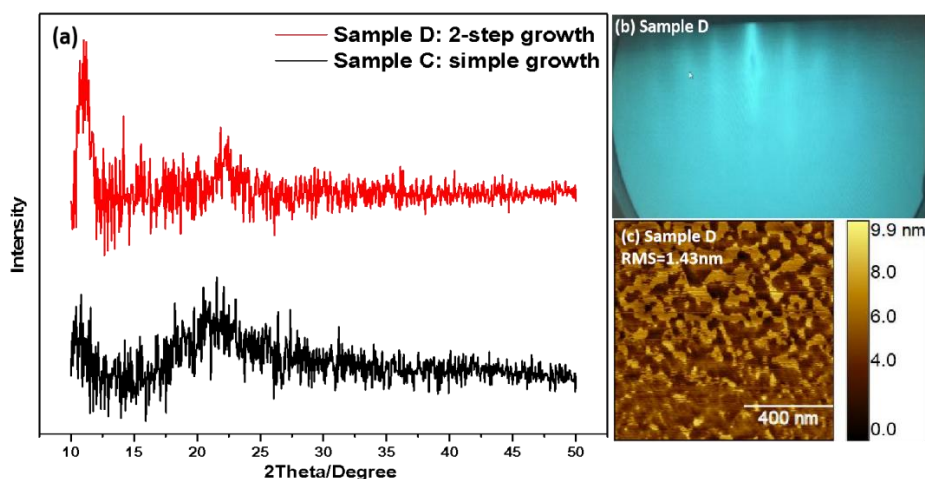 (a)
Sample D: 2-step growth
Sample C: simple growth
Intensity
10 15 20 25 30 35 40 45 50
2Theta/Degree
(b) Sample D
(c) Sample D
RMS=1.43nm
400 nm
9.9 nm
8.0
6.0
4.0
0.0